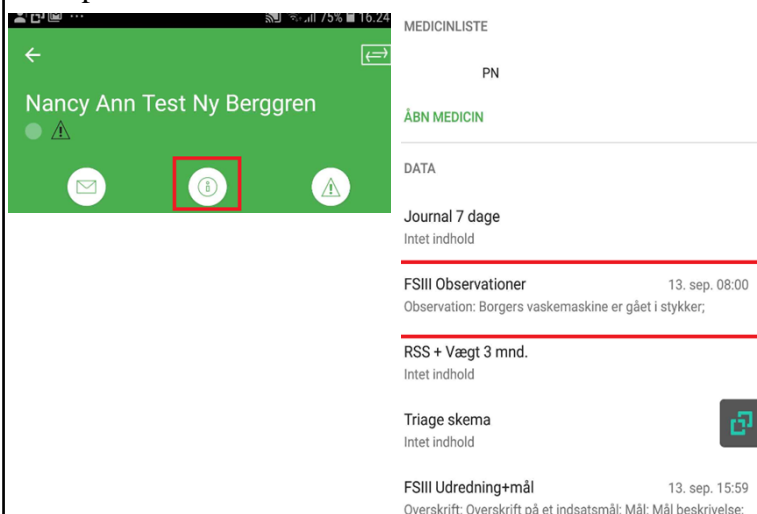 75% 16.24
Nancy Ann Test Ny Berggren
MEDICINLISTE
PN
ÅBN MEDICIN
DATA
Journal 7 dage
Intet indhold
FSIII Observationer 13. sep. 08:00
Observation: Borgers vaskemaskine er gået i stykker;
RSS + Vægt 3 mnd.
Intet indhold
Triage skema
Intet indhold
FSIII Udredning+mål 13. sep. 15:59
Overskrift: Overskrift på et indsatsmål; Mål: Mål beskrivelse;